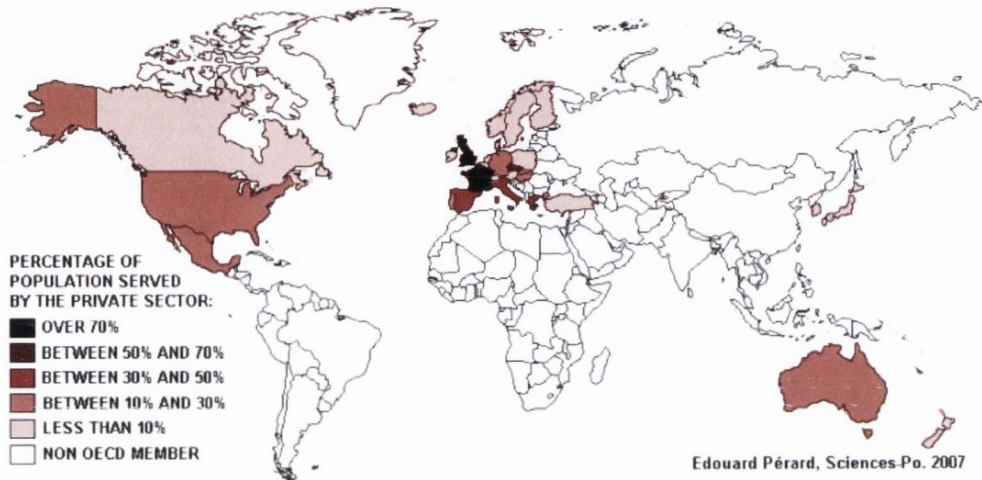 PERCENTAGE OF
POPULATION SERVED
BY THE PRIVATE SECTOR:
OVER 70%
BETWEEN 50% AND 70%
BETWEEN 30% AND 50%
BETWEEN 10% AND 30%
LESS THAN 10%
NON OECD MEMBER
Edouard Pérard, Sciences-Po. 2007